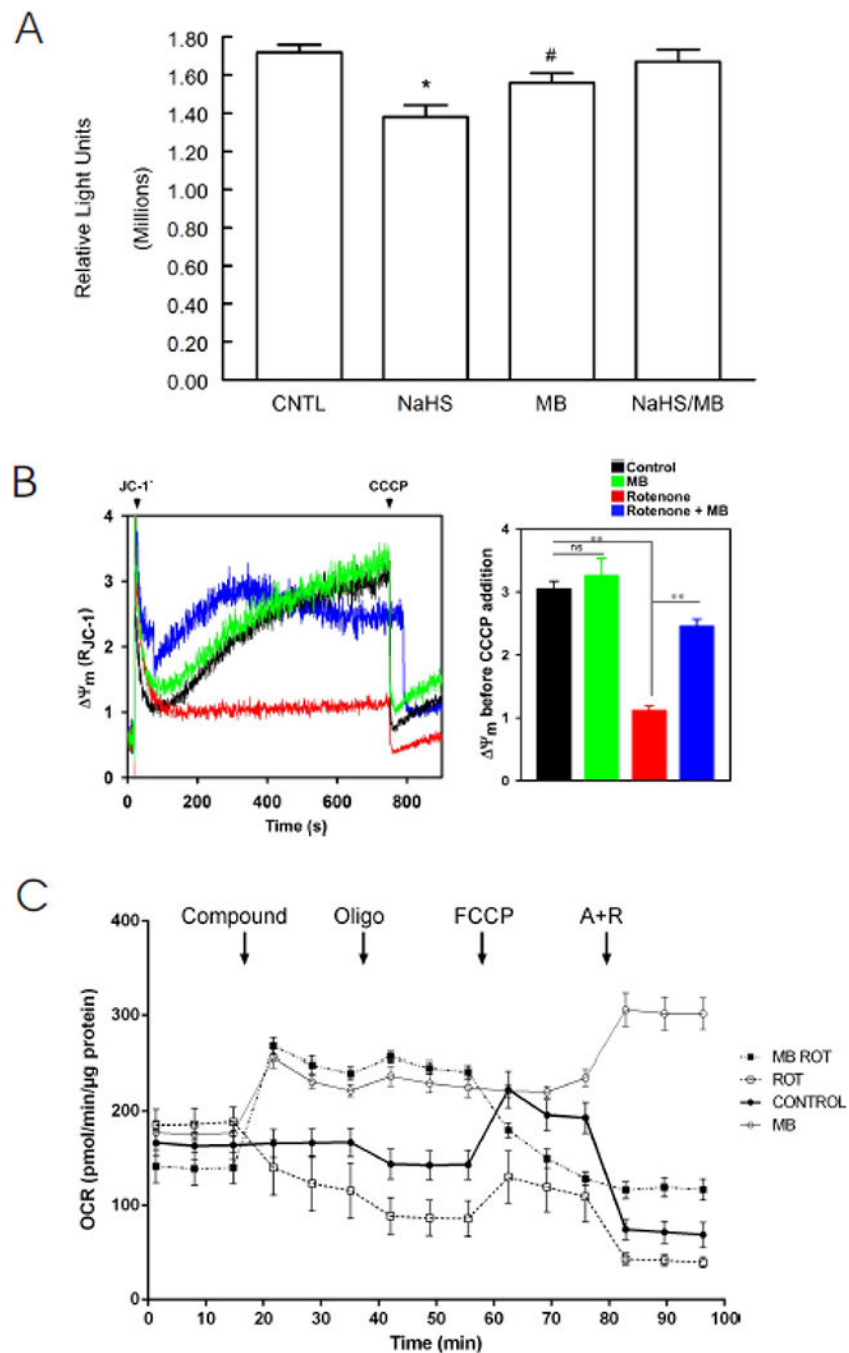 A
Relative Light Units
(Millions)
1.80
1.60
1.40
1.20
1.00
0.80
0.60
0.40
0.20
0.00
*
#
CNTL
NaHS
MB
NaHS/MB
B
JC-1
CCCP
ΔΨm (RJC-1)
4
3
2
1
0
0
200
400
600
800
Time (s)
Control
MB
Rotenone
Rotenone + MB
ΔΨm before CCCP addition
4
3
2
1
0
**
ns
**
C
Compound
Oligo
FCCP
A+R
OCR (pmol/min/µg protein)
400
300
200
100
0
0
10
20
30
40
50
60
70
80
90
100
Time (min)
MB ROT
ROT
CONTROL
MB